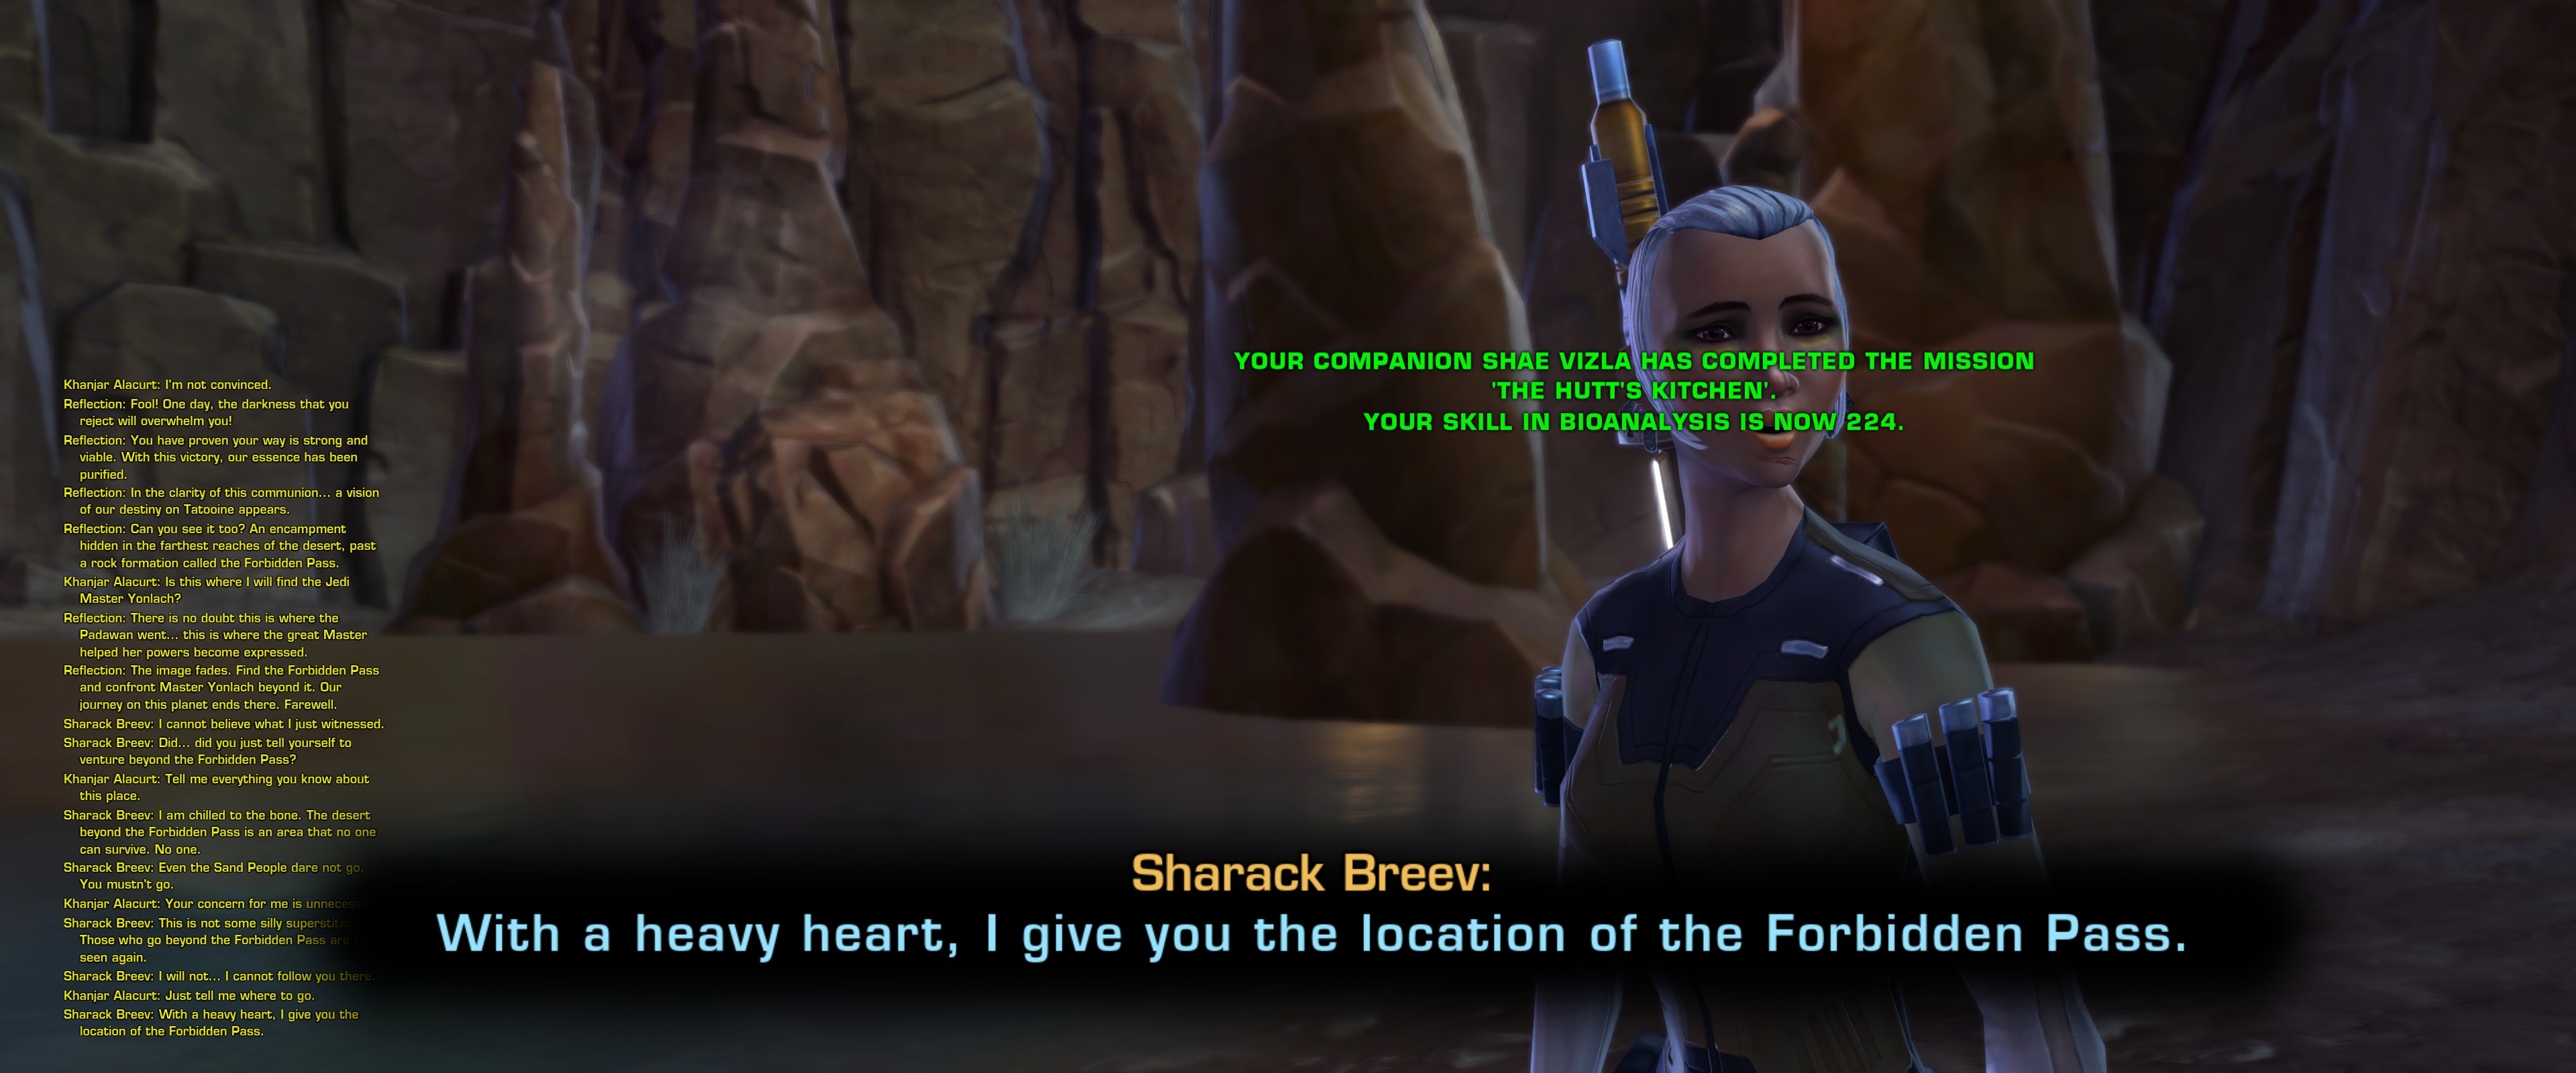 Khanjar Alacurt: I'm not convinced.
Reflection: Fool! One day, the darkness that you
reject will overwhelm you!
Reflection: You have proven your way is strong and
viable. With this victory, our essence has been
purified.
Reflection: In the clarity of this communion... a vision
of our destiny on Tatooine appears.
Reflection: Can you see it too? An encampment
hidden in the farthest reaches of the desert, past
a rock formation called the Forbidden Pass.
Khanjar Alacurt: Is this where I will find the Jedi
Master Yonlach?
Reflection: There is no doubt this is where the
Padawan went... this is where the great Master
helped her powers become expressed.
Reflection: The image fades. Find the Forbidden Pass
and confront Master Yonlach beyond it. Our
journey on this planet ends there. Farewell.
Sharack Breev: I cannot believe what I just witnessed.
Sharack Breev: Did... did you just tell yourself to
venture beyond the Forbidden Pass?
Khanjar Alacurt: Tell me everything you know about
this place.
Sharack Breev: I am chilled to the bone. The desert
beyond the Forbidden Pass is an area that no one
can survive. No one.
Sharack Breev: Even the Sand People dare not go.
You mustn't go.
Khanjar Alacurt: Your concern for me is
Sharack Breev: This is not some silly
Those who go beyond the Forbidden Pass are
seen again.
Sharack Breev: I will not... I cannot follow you there.
Khanjar Alacurt: Just tell me where to go.
Sharack Breev: With a heavy heart, I give you the
location of the Forbidden Pass.
YOUR COMPANION SHAE VIZLA HAS COMPLETED THE MISSION
'THE HUTT'S KITCHEN'.
YOUR SKILL IN BIOANALYSIS IS NOW 224.
Sharack Breev:
With a heavy heart, I give you the location of the Forbidden Pass.